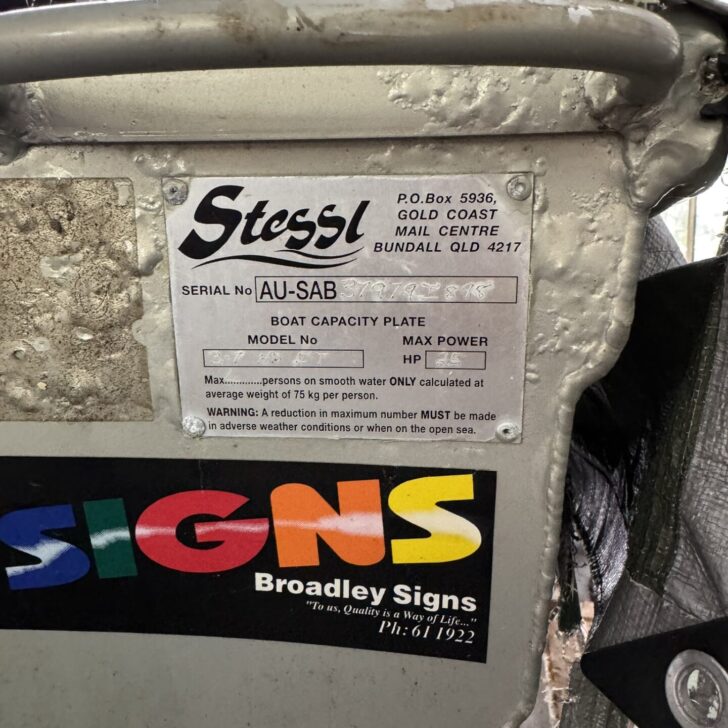 Stessl
P.O.Box 5936,
GOLD COAST
MAIL CENTRE
BUNDALL QLD 4217
SERIAL No AU-SAB
BOAT CAPACITY PLATE
MODEL No MAX POWER
HP
Max.............persons on smooth water ONLY calculated at
average weight of 75 kg per person.
WARNING: A reduction in maximum number MUST be made
in adverse weather conditions or when on the open sea.
SIGNS
Broadley Signs
"To us, Quality is a Way of Life..."
Ph: 61 1922